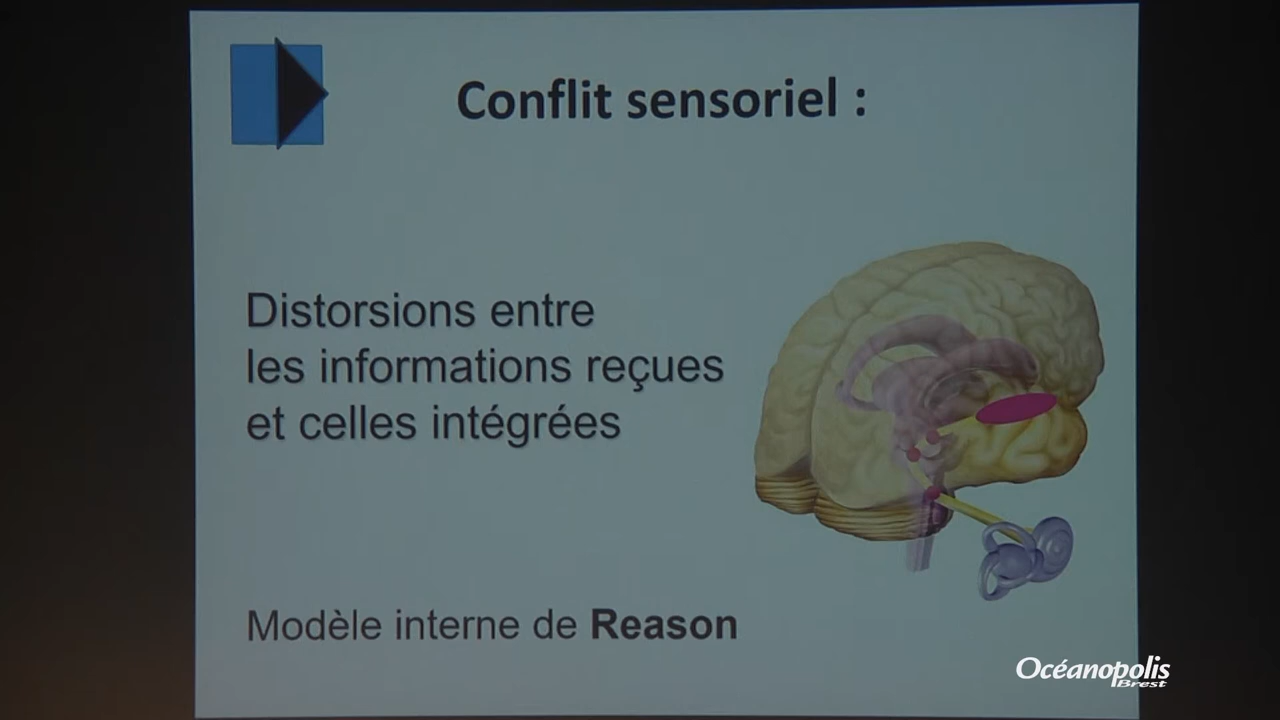 Conflit sensoriel :
Distorsions entre
les informations reçues
et celles intégrées
Modèle interne de Reason
Océanopolis
Brest